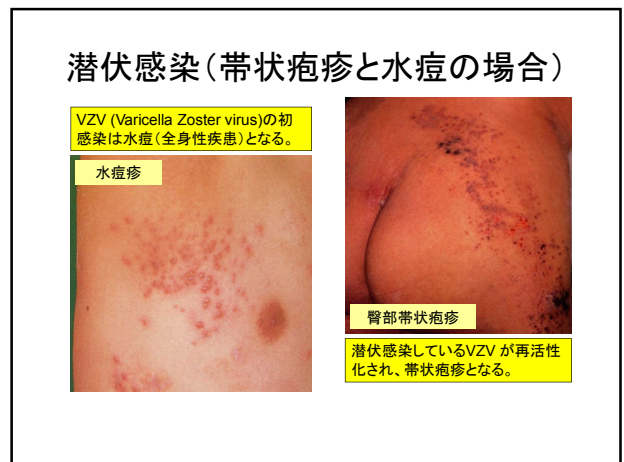 潜伏感染(帯状疱疹と水痘の場合)
VZV (Varicella Zoster virus)の初
感染は水痘(全身性疾患)となる。
水痘疹
臀部帯状疱疹
潜伏感染しているVZV が再活性
化され、帯状疱疹となる。